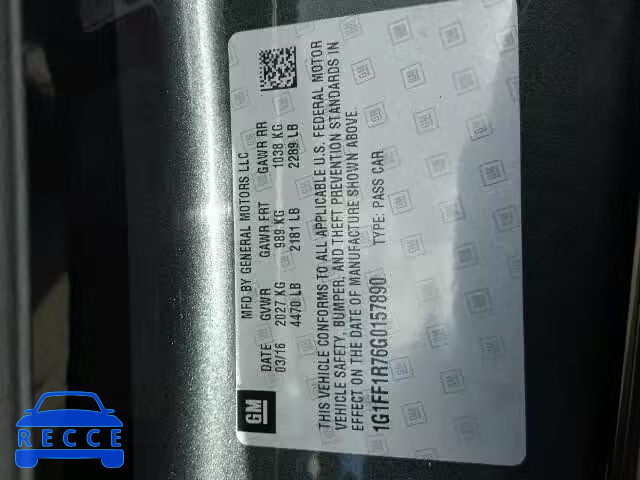 MFD BY GENERAL MOTORS LLC
DATE GVWR GAWR FRT GAWR RR
03/16 2027 KG 989 KG 1038 KG
4470 LB 2181 LB 2289 LB
THIS VEHICLE CONFORMS TO ALL APPLICABLE U.S. FEDERAL MOTOR
VEHICLE SAFETY, BUMPER, AND THEFT PREVENTION STANDARDS IN
EFFECT ON THE DATE OF MANUFACTURE SHOWN ABOVE.
1G1FF1R76G0157890 TYPE: PASS CAR
GM
RECCE